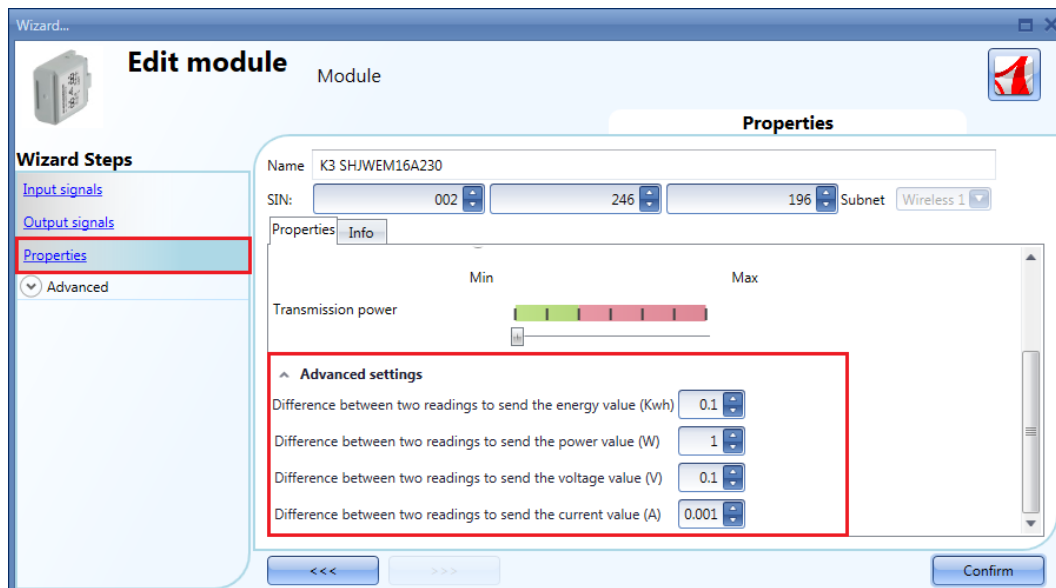 Wizard...
Edit module
Module
Properties
Wizard Steps
Input signals
Output signals
Properties
Advanced
Name K3 SHJWEM16A230
SIN: 002 246 196 Subnet Wireless 1
Properties Info
Min Max
Transmission power
Advanced settings
Difference between two readings to send the energy value (Kwh) 0.1
Difference between two readings to send the power value (W) 1
Difference between two readings to send the voltage value (V) 0.1
Difference between two readings to send the current value (A) 0.001
<<< >>> Confirm